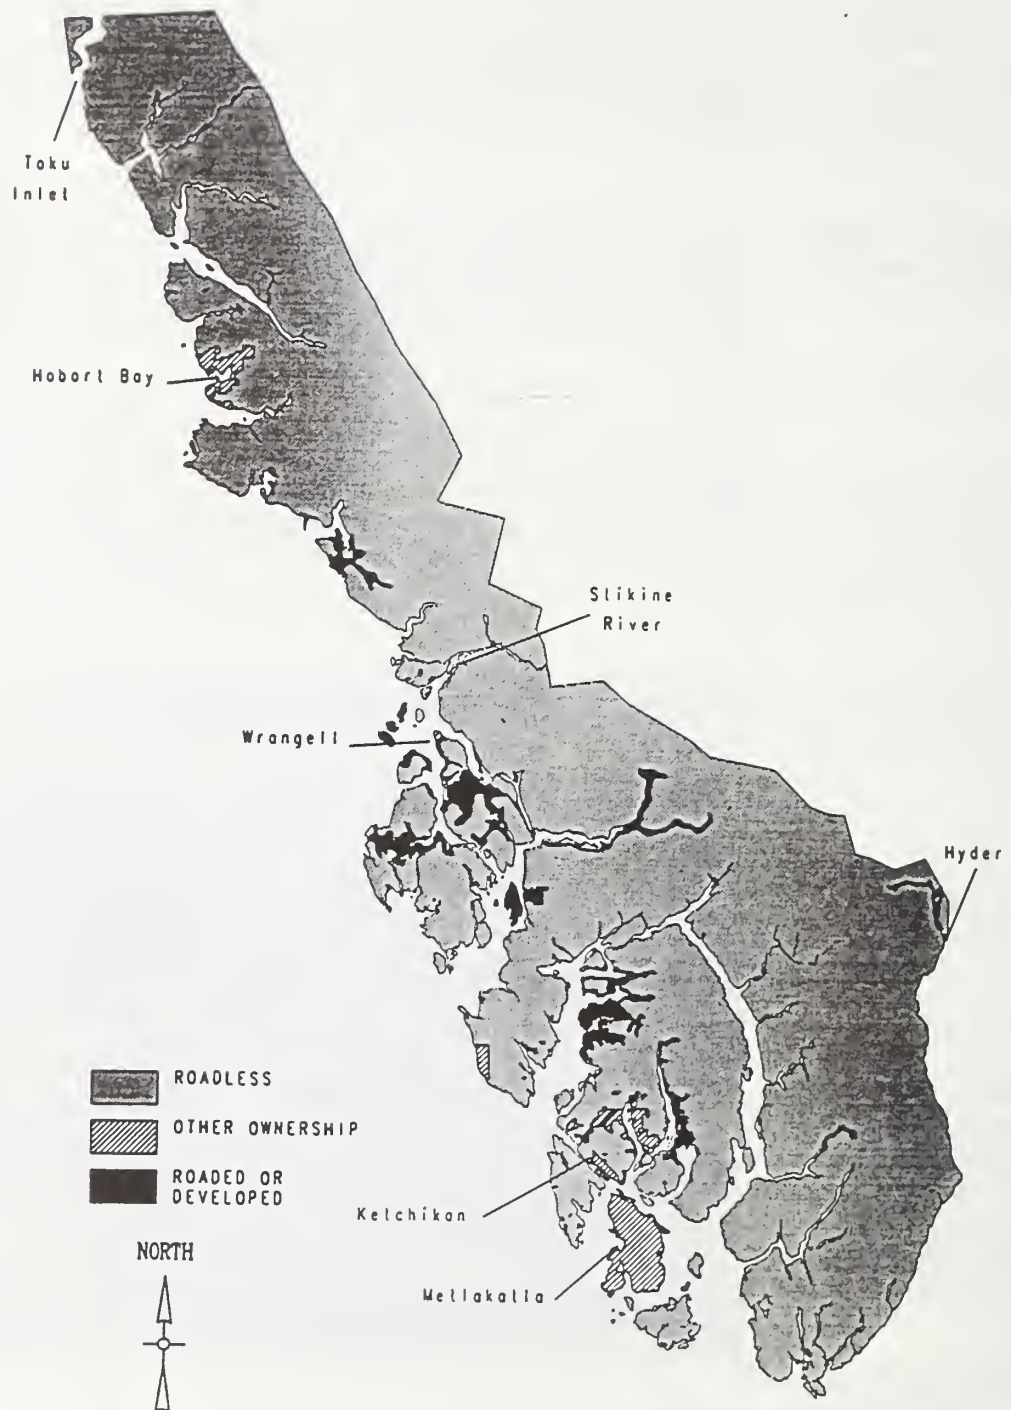 Taku
Inlet
Hobart Bay
Stikine
River
Wrangell
Hyder
ROADLESS
OTHER OWNERSHIP
ROADED OR
DEVELOPED
Ketchikan
NORTH
Metlakatla